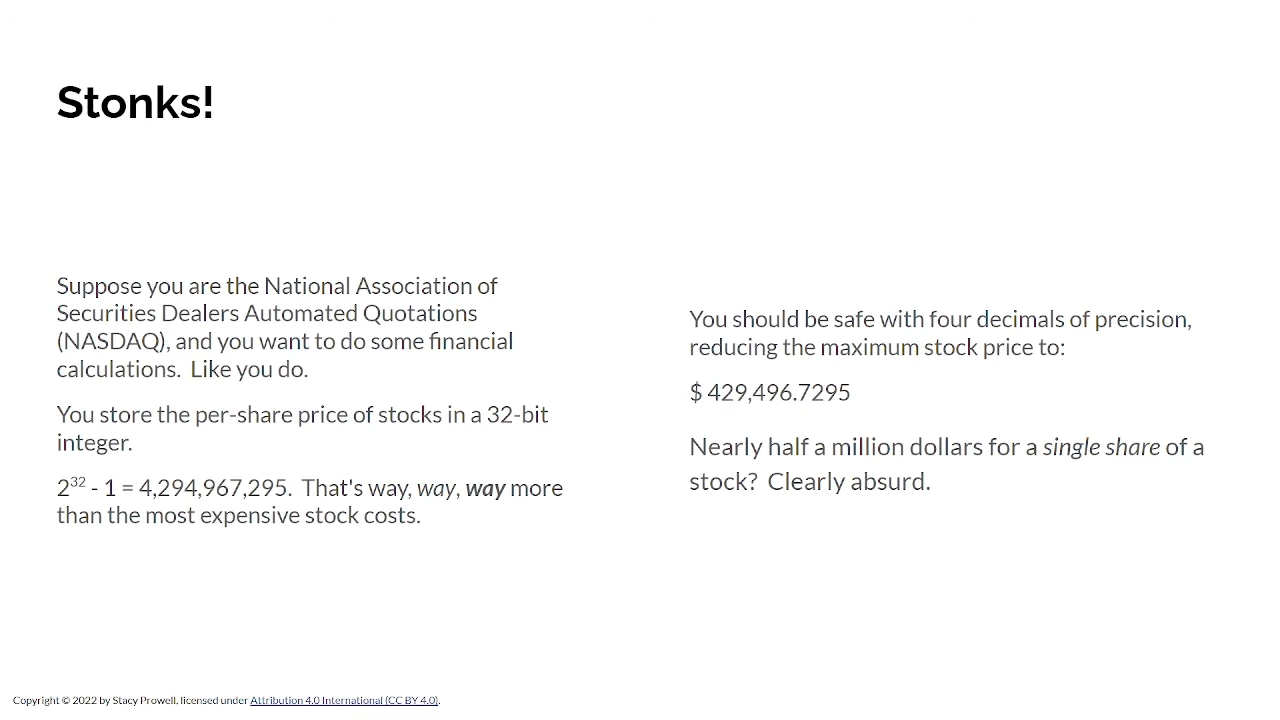 Stonks!
Suppose you are the National Association of
Securities Dealers Automated Quotations
(NASDAQ), and you want to do some financial
calculations.  Like you do.
You store the per-share price of stocks in a 32-bit
integer.
2³² - 1 = 4,294,967,295.  That's way, way, way more
than the most expensive stock costs.
You should be safe with four decimals of precision,
reducing the maximum stock price to:
$ 429,496.7295
Nearly half a million dollars for a single share of a
stock?  Clearly absurd.
Copyright © 2022 by Stacy Prowell, licensed under Attribution 4.0 International (CC BY 4.0).